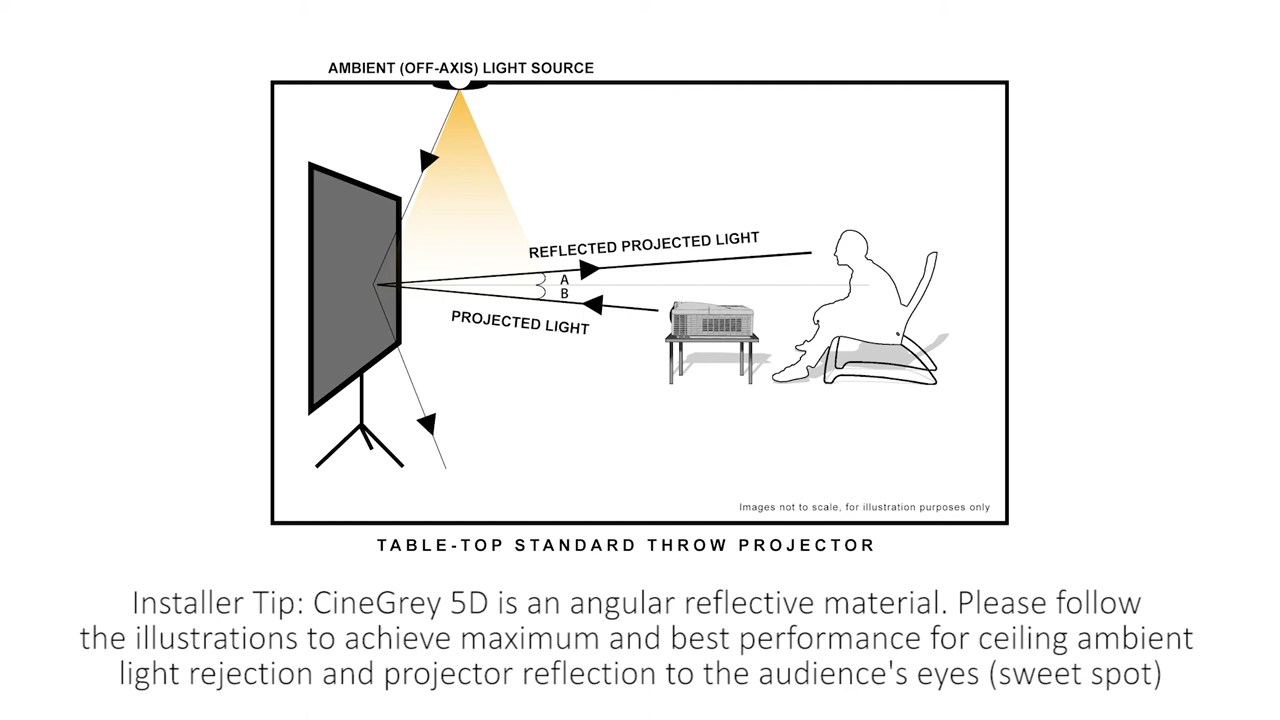 AMBIENT (OFF-AXIS) LIGHT SOURCE
REFLECTED PROJECTED LIGHT
A
B
PROJECTED LIGHT
Images not to scale, for illustration purposes only
TABLE-TOP STANDARD THROW PROJECTOR
Installer Tip: CineGrey 5D is an angular reflective material. Please follow
the illustrations to achieve maximum and best performance for ceiling ambient
light rejection and projector reflection to the audience's eyes (sweet spot)